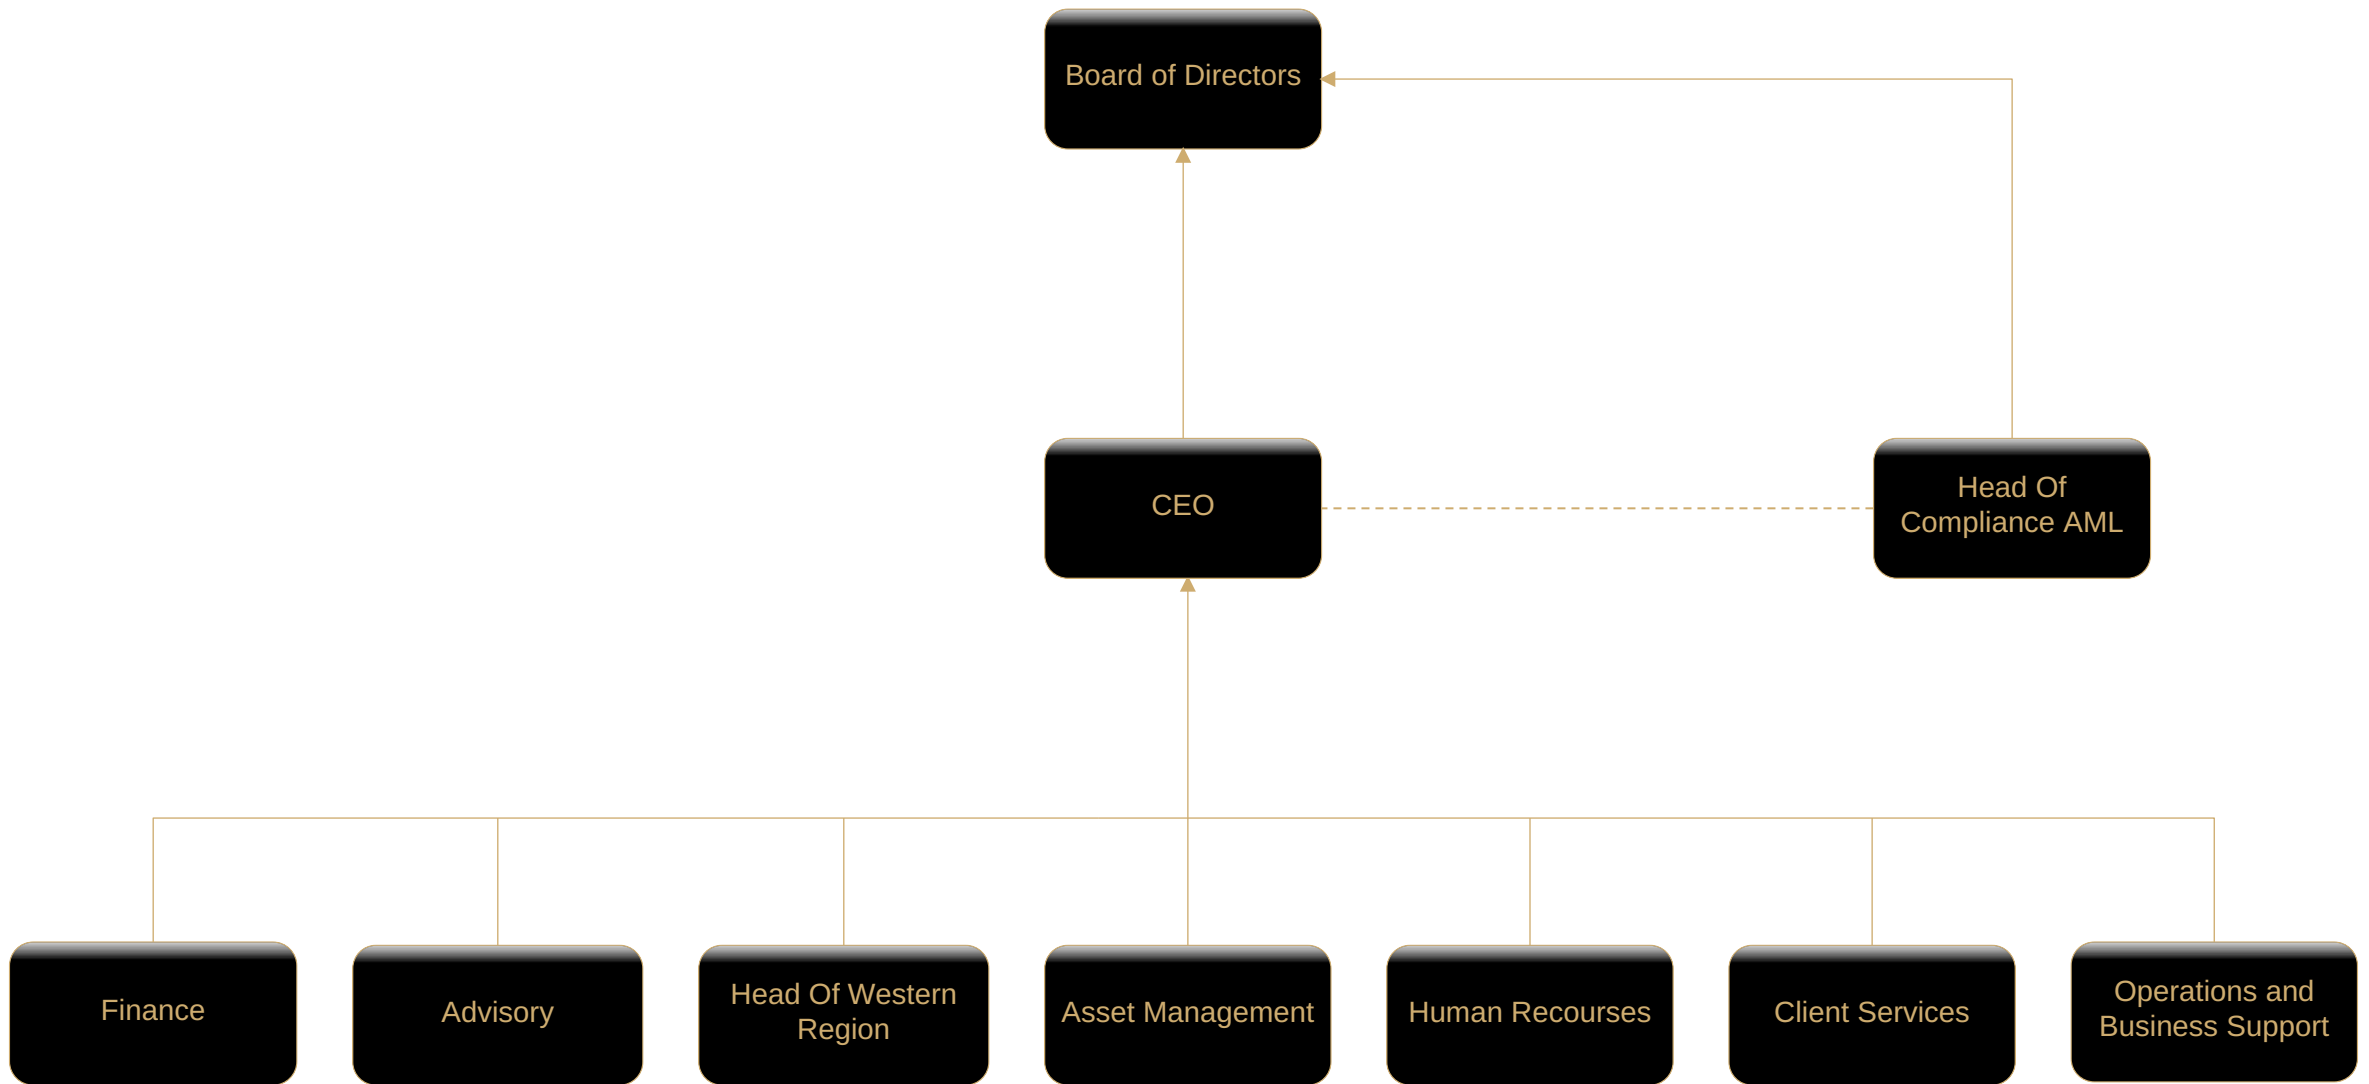 Board of Directors
CEO
Head Of
Compliance AML
Finance
Advisory
Head Of Western
Region
Asset Management
Human Recourses
Client Services
Operations and
Business Support